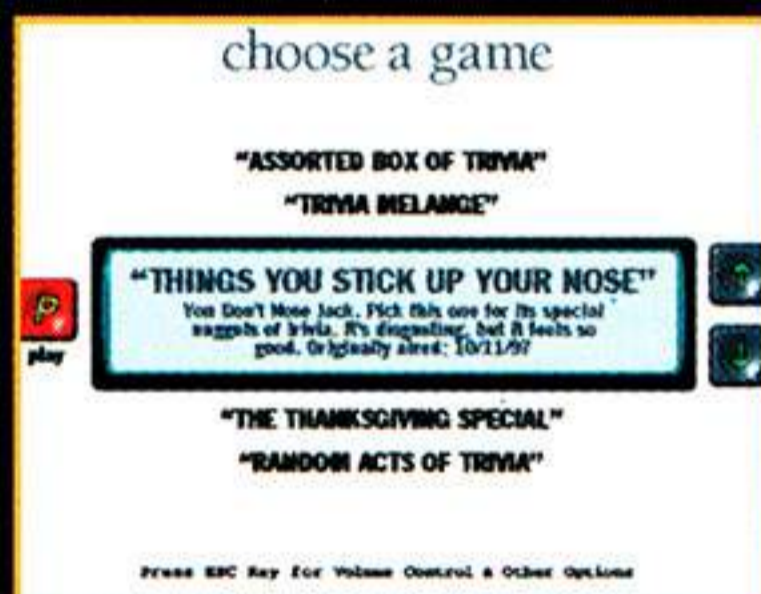 choose a game
"ASSORTED BOX OF TRIVIA"
"TRIVIA MELANGE"
"THINGS YOU STICK UP YOUR NOSE"
You Don't Nose Jack. Pick this one for its special
nuggets of trivia. It's disgusting, but it feels so
good. Originally aired: 10/11/97
P
play
"THE THANKSGIVING SPECIAL"
"RANDOM ACTS OF TRIVIA"
Press ESC Key for Volume Control & Other Options